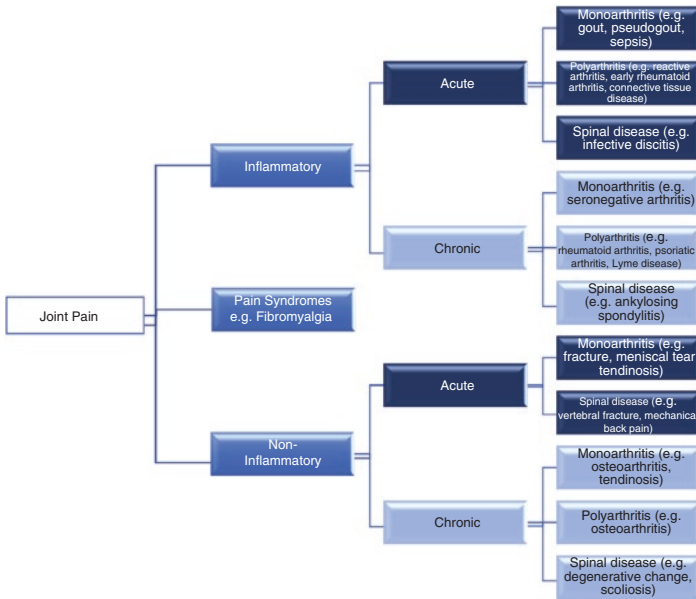 Joint Pain
Inflammatory
Pain Syndromes
e.g. Fibromyalgia
Non-
Inflammatory
Acute
Chronic
Acute
Chronic
Monoarthritis (e.g.
gout, pseudogout,
sepsis)
Polyarthritis (e.g. reactive
arthritis, early rheumatoid
arthritis, connective tissue
disease)
Spinal disease (e.g.
infective discitis)
Monoarthritis (e.g.
seronegative arthritis)
Polyarthritis (e.g.
rheumatoid arthritis, psoriatic
arthritis, Lyme disease)
Spinal disease
(e.g. ankylosing
spondylitis)
Monoarthritis (e.g.
fracture, meniscal tear
tendinosis)
Spinal disease (e.g.
vertebral fracture, mechanical
back pain)
Monoarthritis (e.g.
osteoarthritis,
tendinosis)
Polyarthritis (e.g.
osteoarthritis)
Spinal disease (e.g.
degenerative change,
scoliosis)